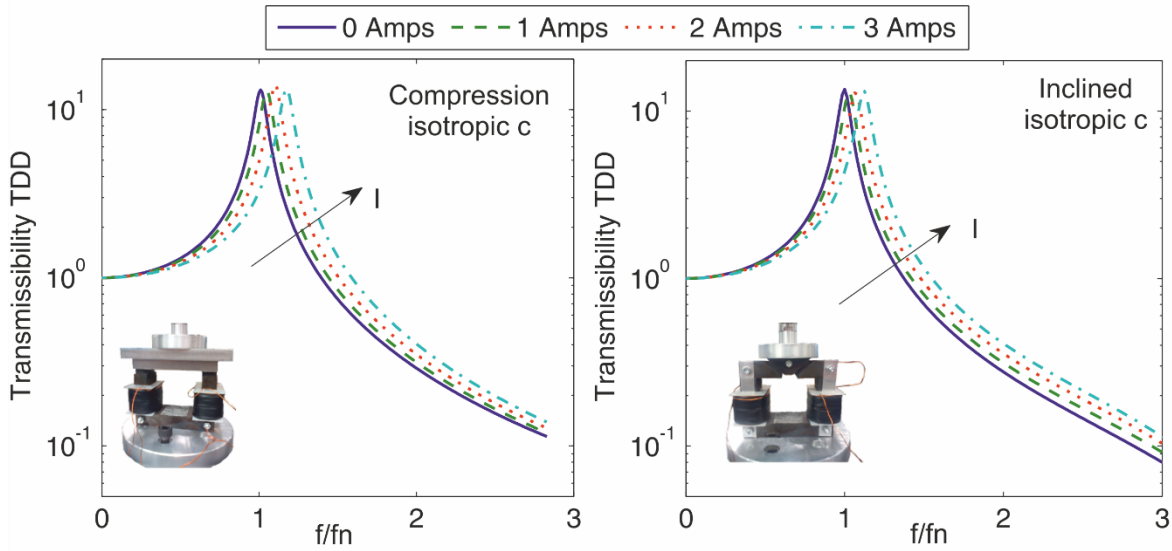 0 Amps 1 Amps 2 Amps 3 Amps
Transmissibility TDD
10^1
10^0
10^-1
Compression
isotropic c
I
0 1 2 3
f/fn
Transmissibility TDD
10^1
10^0
10^-1
Inclined
isotropic c
I
0 1 2 3
f/fn